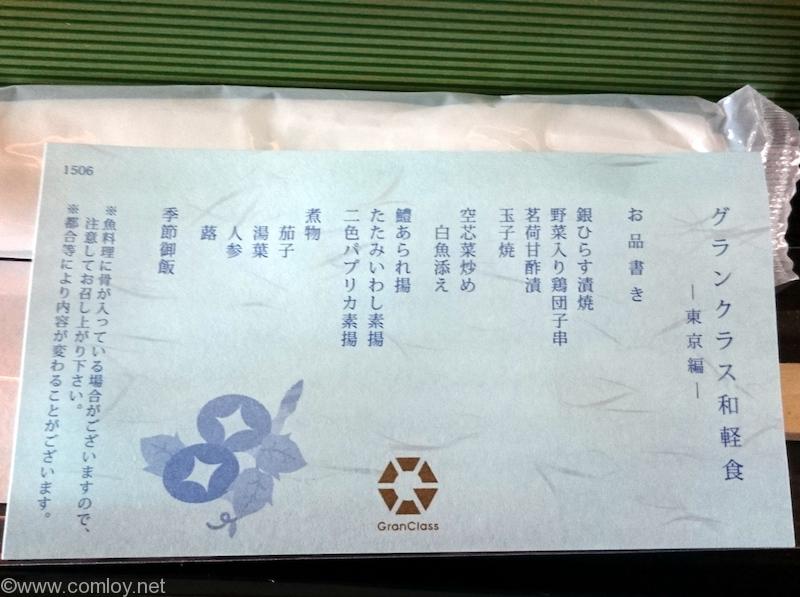 グランクラス和軽食
―東京編―
お品書き
銀ひらす漬焼
野菜入り鶏団子串
茗荷甘酢漬
玉子焼
空芯菜炒め
白魚添え
鱧あられ揚
たたみいわし素揚
二色パプリカ素揚
煮物
茄子
湯葉
人参
蕗
季節御飯
※魚料理に骨が入っている場合がございますので、
注意してお召し上がり下さい。
※都合等により内容が変わることがございます。
1506
GranClass
©www.comloy.net